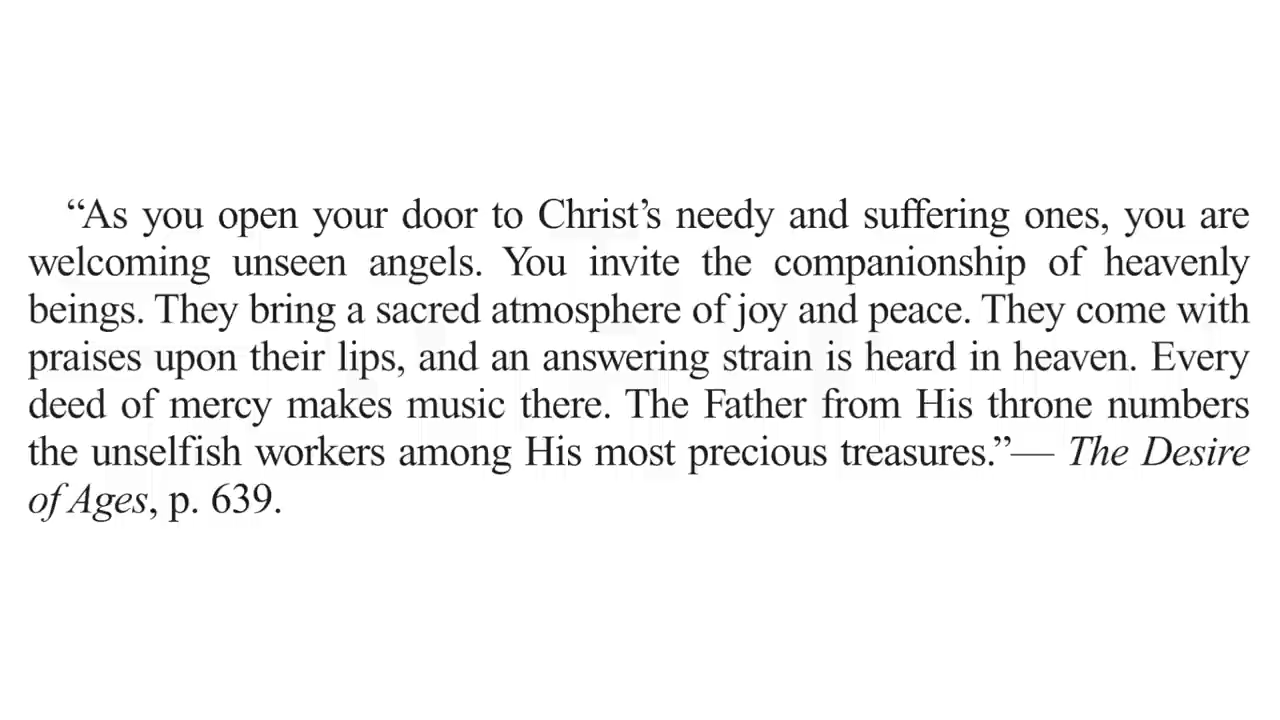 “As you open your door to Christ’s needy and suffering ones, you are
welcoming unseen angels. You invite the companionship of heavenly
beings. They bring a sacred atmosphere of joy and peace. They come with
praises upon their lips, and an answering strain is heard in heaven. Every
deed of mercy makes music there. The Father from His throne numbers
the unselfish workers among His most precious treasures.”— The Desire
of Ages, p. 639.